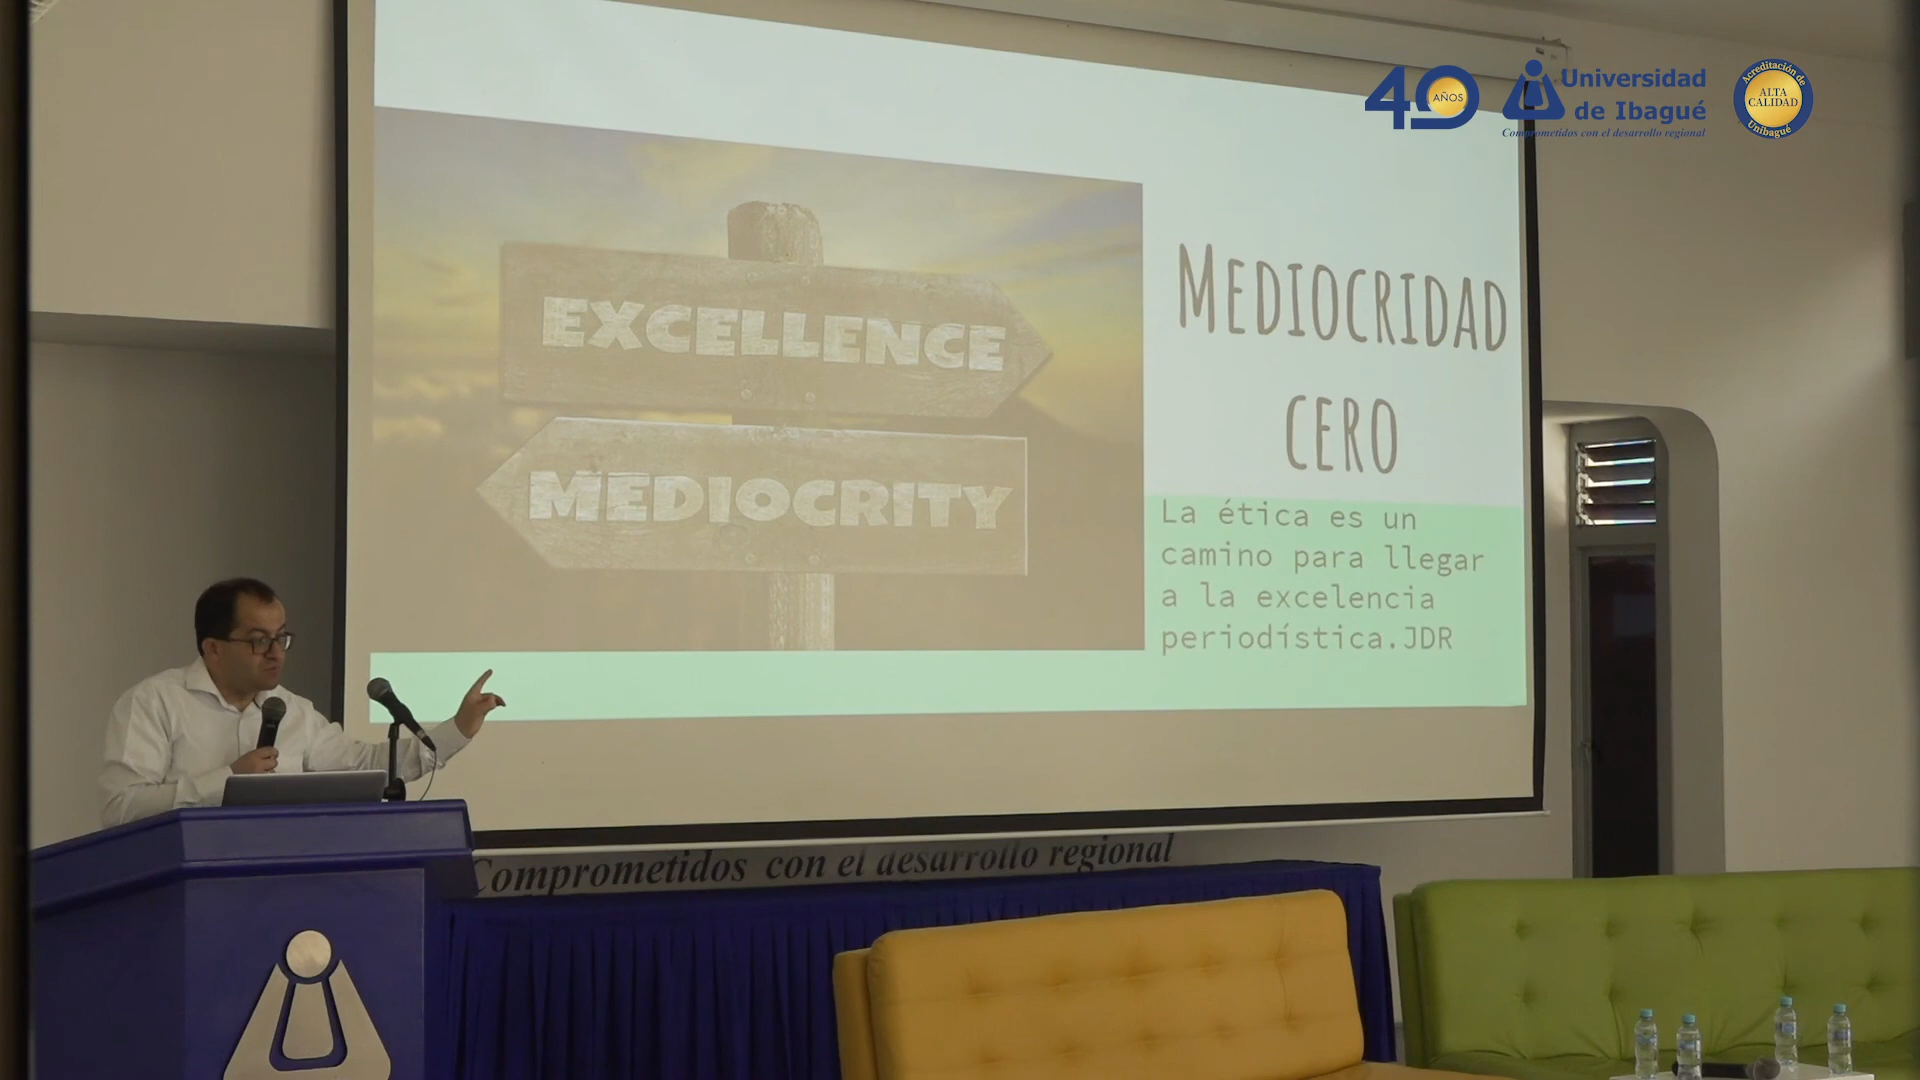 40 AÑOS
Universidad
de Ibagué
Comprometidos con el desarrollo regional
Acreditación de
ALTA
CALIDAD
Unibagué
EXCELLENCE
MEDIOCRITY
MEDIOCRIDAD
CERO
La ética es un
camino para llegar
a la excelencia
periodística.JDR
Comprometidos con el desarrollo regional